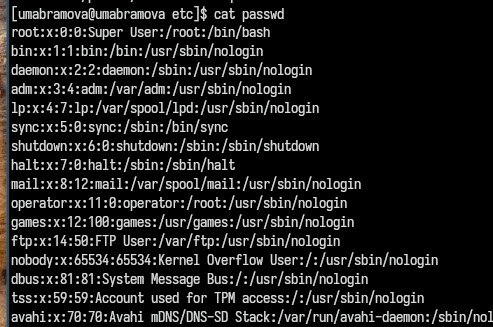 [umabramova@umabramova etc]$ cat passwd
root:x:0:0:Super User:/root:/bin/bash
bin:x:1:1:bin:/bin:/usr/sbin/nologin
daemon:x:2:2:daemon:/sbin:/usr/sbin/nologin
adm:x:3:4:adm:/var/adm:/usr/sbin/nologin
lp:x:4:7:lp:/var/spool/lpd:/usr/sbin/nologin
sync:x:5:0:sync:/sbin:/bin/sync
shutdown:x:6:0:shutdown:/sbin:/sbin/shutdown
halt:x:7:0:halt:/sbin:/sbin/halt
mail:x:8:12:mail:/var/spool/mail:/usr/sbin/nologin
operator:x:11:0:operator:/root:/usr/sbin/nologin
games:x:12:100:games:/usr/games:/usr/sbin/nologin
ftp:x:14:50:FTP User:/var/ftp:/usr/sbin/nologin
nobody:x:65534:65534:Kernel Overflow User:/:/usr/sbin/nologin
dbus:x:81:81:System Message Bus:/:/usr/sbin/nologin
tss:x:59:59:Account used for TPM access:/:/usr/sbin/nologin
avahi:x:70:70:Avahi mDNS/DNS-SD Stack:/var/run/avahi-daemon:/sbin/nol